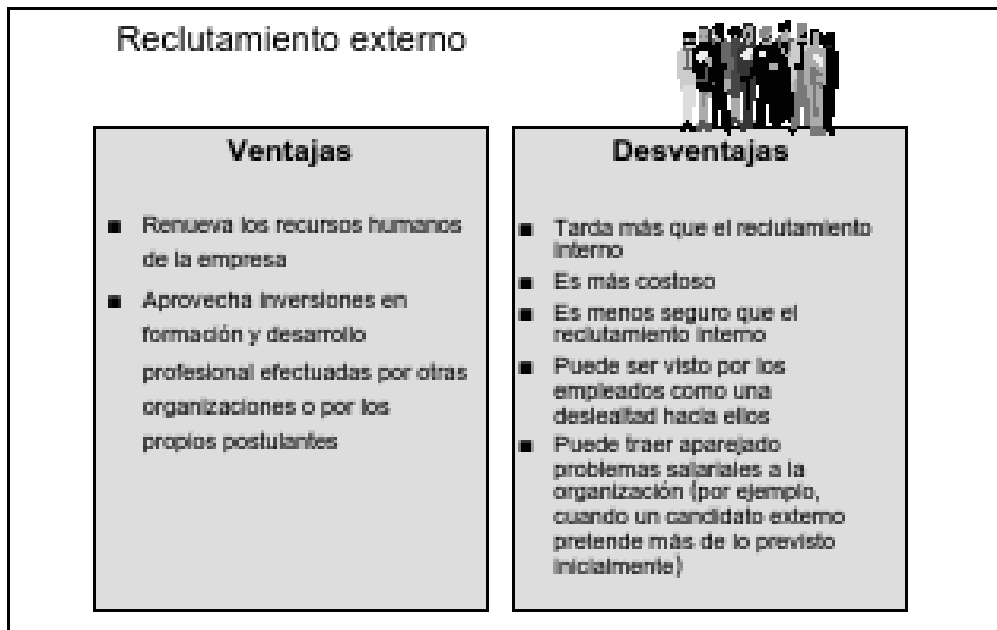 Reclutamiento externo
Ventajas
■ Renueva los recursos humanos
de la empresa
■ Aprovecha inversiones en
formación y desarrollo
profesional efectuadas por otras
organizaciones o por los
propios postulantes
Desventajas
■ Tarda más que el reclutamiento
interno
■ Es más costoso
■ Es menos seguro que el
reclutamiento interno
■ Puede ser visto por los
empleados como una
deslealtad hacia ellos
■ Puede traer aparejado
problemas salariales a la
organización (por ejemplo,
cuando un candidato externo
pretende más de lo previsto
inicialmente)